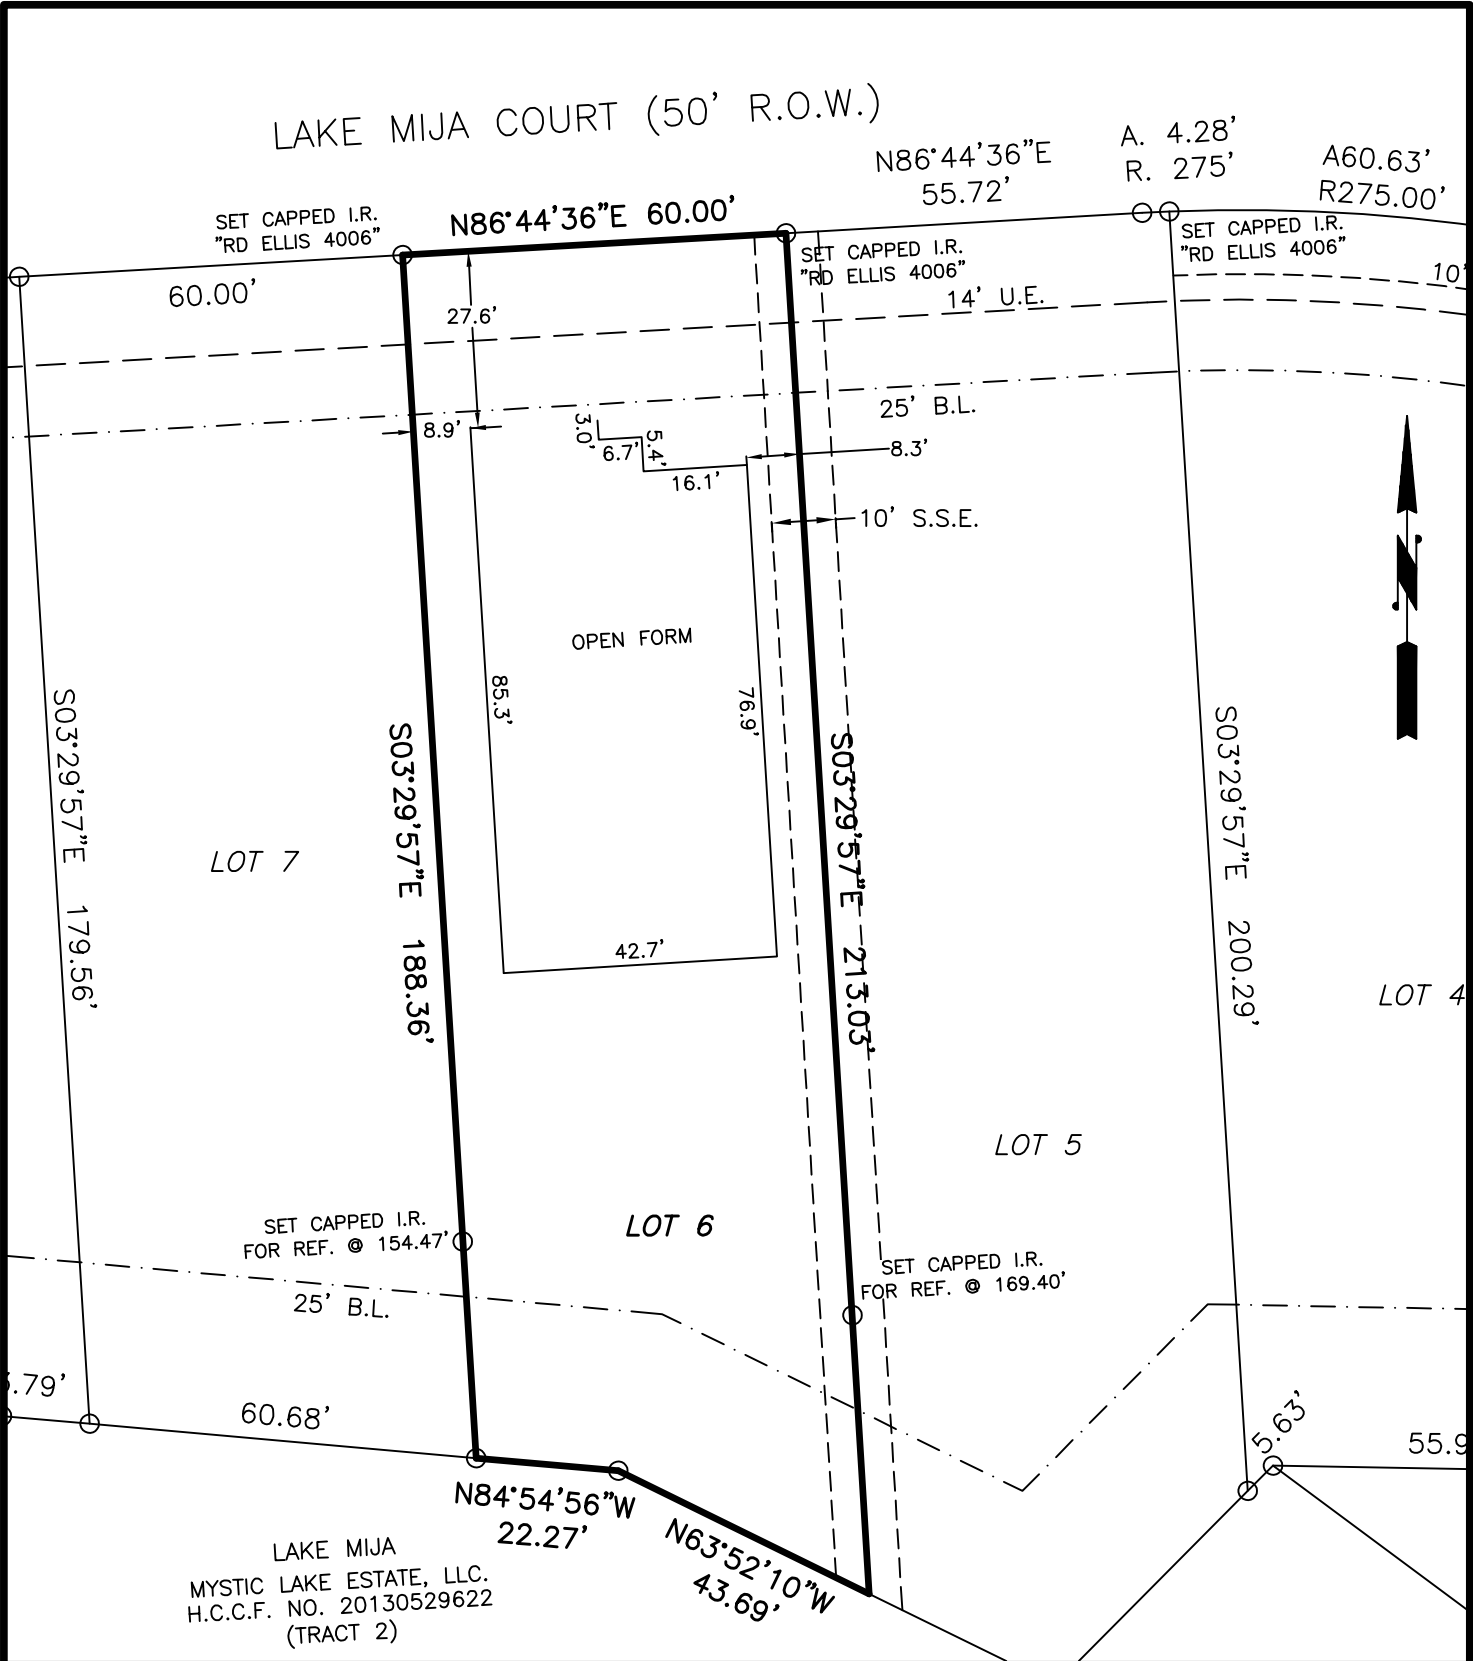 LAKE MIJA COURT (50' R.O.W.)
A. 4.28'
R. 275'
N86°44'36"E
55.72'
A60.63'
R275.00'
SET CAPPED I.R.
"RD ELLIS 4006"
N86°44'36"E 60.00'
SET CAPPED I.R.
"RD ELLIS 4006"
SET CAPPED I.R.
"RD ELLIS 4006"
60.00'
27.6'
14' U.E.
10'
25' B.L.
8.9'
3.0'
6.7'
5.4'
16.1'
8.3'
10' S.S.E.
N
OPEN FORM
85.3'
76.9'
42.7'
S03°29'57"E 179.56'
S03°29'57"E 188.36'
S03°29'57"E 213.03'
S03°29'57"E 200.29'
LOT 7
LOT 4
LOT 5
LOT 6
SET CAPPED I.R.
FOR REF. @ 154.47'
SET CAPPED I.R.
FOR REF. @ 169.40'
25' B.L.
.79'
60.68'
5.63'
55.9
N84°54'56"W
22.27'
N63°52'10"W
43.69'
LAKE MIJA
MYSTIC LAKE ESTATE, LLC.
H.C.C.F. NO. 20130529622
(TRACT 2)